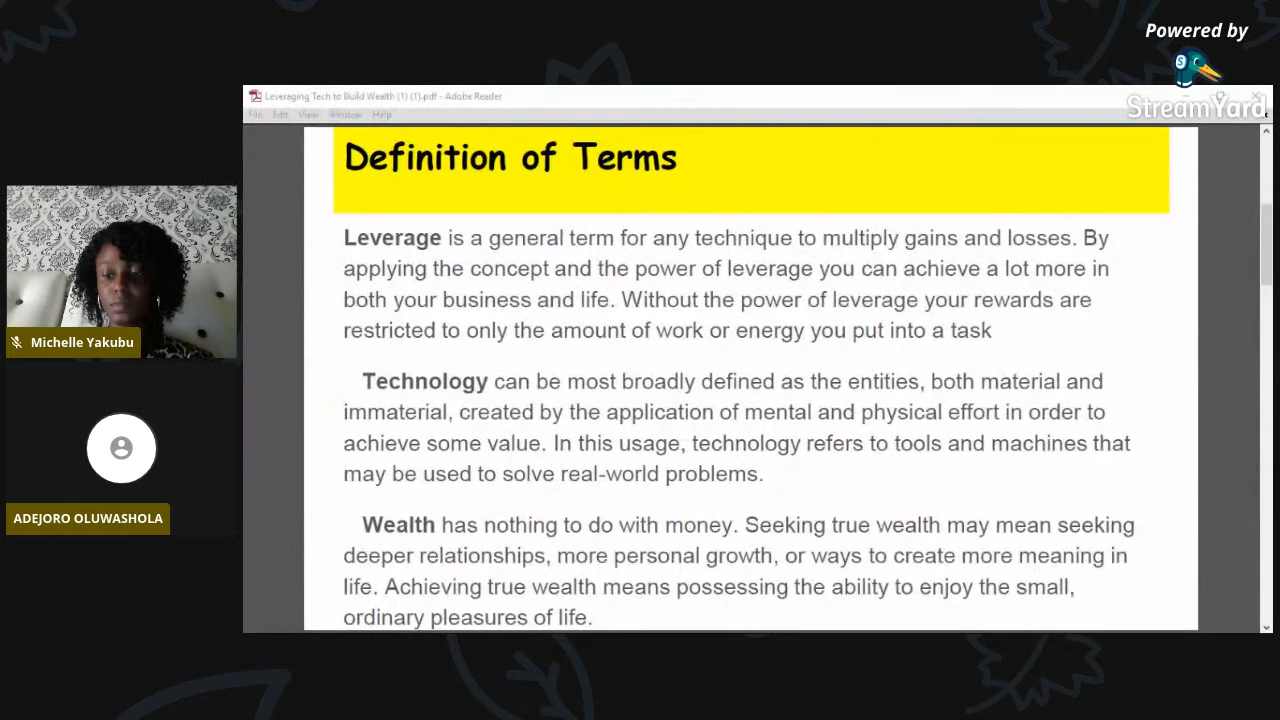 Powered by
StreamYard
Leveraging Tech to Build Wealth (1) (1).pdf - Adobe Reader
File Edit View Window Help
Definition of Terms
Leverage is a general term for any technique to multiply gains and losses. By
applying the concept and the power of leverage you can achieve a lot more in
both your business and life. Without the power of leverage your rewards are
restricted to only the amount of work or energy you put into a task
Technology can be most broadly defined as the entities, both material and
immaterial, created by the application of mental and physical effort in order to
achieve some value. In this usage, technology refers to tools and machines that
may be used to solve real-world problems.
Wealth has nothing to do with money. Seeking true wealth may mean seeking
deeper relationships, more personal growth, or ways to create more meaning in
life. Achieving true wealth means possessing the ability to enjoy the small,
ordinary pleasures of life.
Michelle Yakubu
ADEJORO OLUWASHOLA